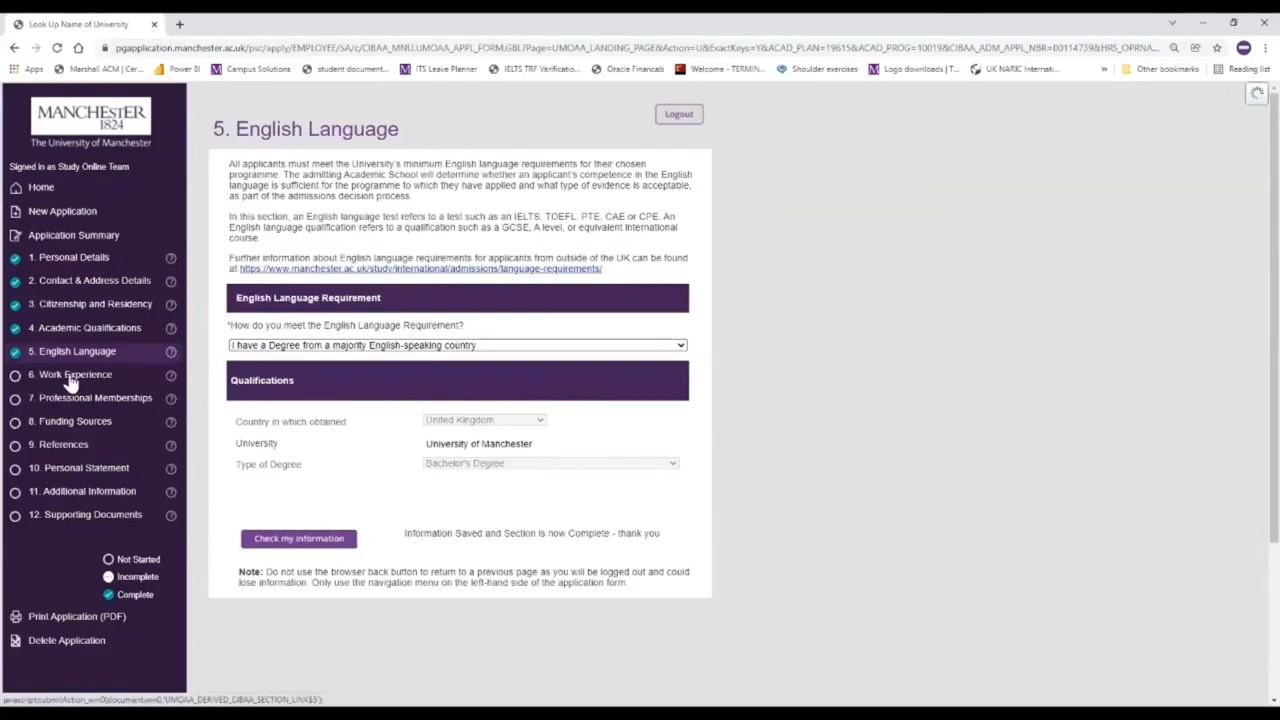 Look Up Name of University
pgapplication.manchester.ac.uk/psc/apply/EMPLOYEE/SA/c/CIBAA_MNU.UMOAA_APPL_FORM.GBL?Page=UMOAA_LANDING_PAGE&Action=U&ExactKeys=Y&ACAD_PLAN=19615&ACAD_PROG=10019&CIBAA_ADM_APPL_NBR=00114739&HRS_OPRNA...
Apps Marshall ACM | Cer... Power BI Campus Solutions student document... ITS Leave Planner IELTS TRF Verificatio... Oracle Financals Welcome - TERMIN... Shoulder exercises Logo downloads | T... UK NARIC Internati... » Other bookmarks Reading list
MANCHESTER
1824
The University of Manchester
Signed in as Study Online Team
Home
New Application
Application Summary
1. Personal Details
2. Contact & Address Details
3. Citizenship and Residency
4. Academic Qualifications
5. English Language
6. Work Experience
7. Professional Memberships
8. Funding Sources
9. References
10. Personal Statement
11. Additional Information
12. Supporting Documents
Not Started
Incomplete
Complete
Print Application (PDF)
Delete Application
Logout
5. English Language
All applicants must meet the University's minimum English language requirements for their chosen
programme. The admitting Academic School will determine whether an applicant's competence in the English
language is sufficient for the programme to which they have applied and what type of evidence is acceptable,
as part of the admissions decision process
In this section, an English language test refers to a test such as an IELTS, TOEFL, PTE, CAE or CPE. An
English language qualification refers to a qualification such as a GCSE, A level, or equivalent International
course.
Further information about English language requirements for applicants from outside of the UK can be found
at https://www.manchester.ac.uk/study/international/admissions/language-requirements/
English Language Requirement
*How do you meet the English Language Requirement?
I have a Degree from a majority English-speaking country
Qualifications
Country in which obtained United Kingdom
University University of Manchester
Type of Degree Bachelor's Degree
Check my information Information Saved and Section is now Complete - thank you
Note: Do not use the browser back button to return to a previous page as you will be logged out and could
lose information. Only use the navigation menu on the left-hand side of the application form.
javascript:submitAction_win0(document.win0,'UMOAA_DERIVED_CIBAA_SECTION_LINK$5');